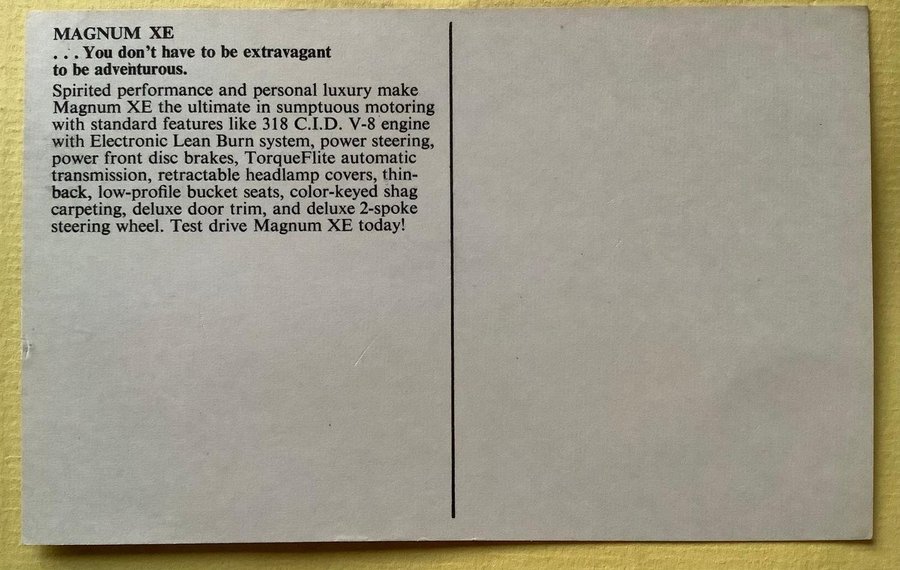 MAGNUM XE
. . . You don't have to be extravagant
to be adventurous.
Spirited performance and personal luxury make
Magnum XE the ultimate in sumptuous motoring
with standard features like 318 C.I.D. V-8 engine
with Electronic Lean Burn system, power steering,
power front disc brakes, TorqueFlite automatic
transmission, retractable headlamp covers, thin-
back, low-profile bucket seats, color-keyed shag
carpeting, deluxe door trim, and deluxe 2-spoke
steering wheel. Test drive Magnum XE today!